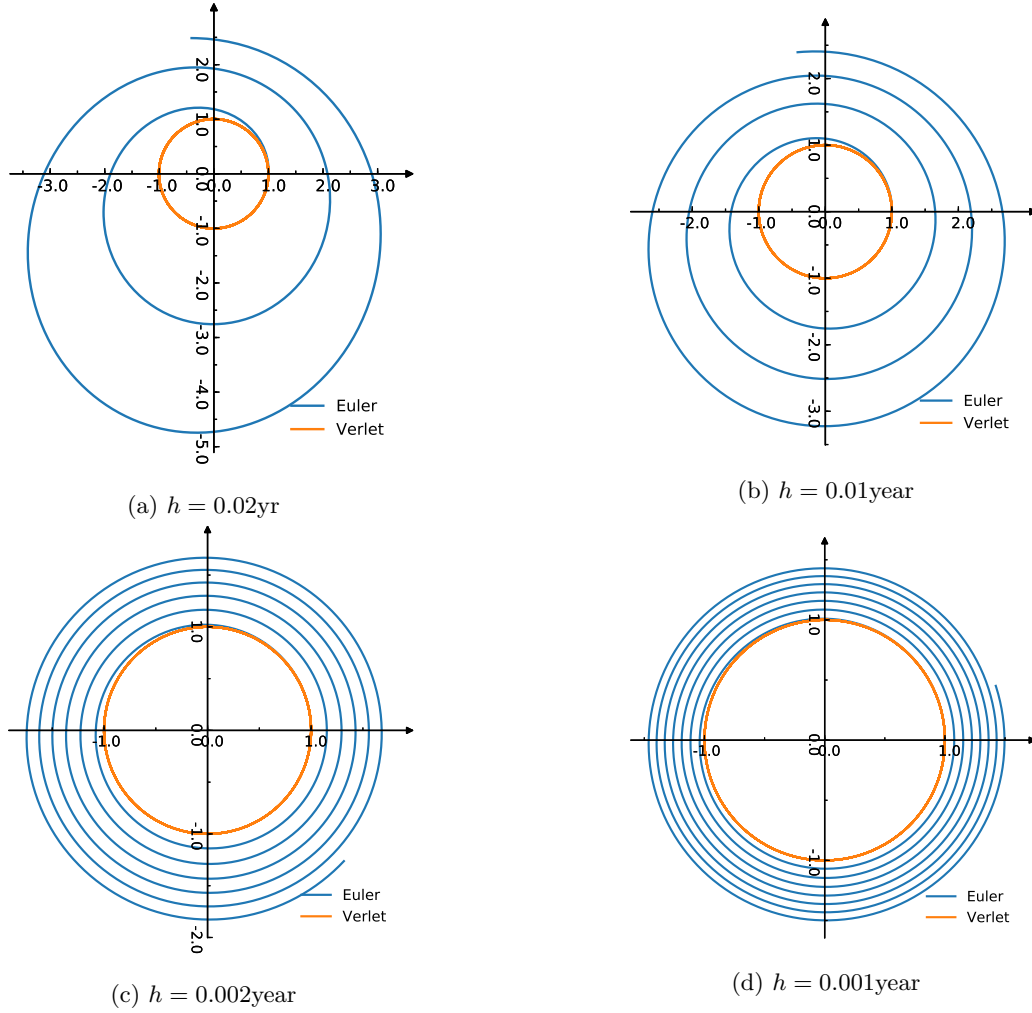 2.0
1.0
0.0
-1.0
-2.0
-3.0
-4.0
-5.0
-3.0 -2.0 -1.0 0.0 1.0 2.0 3.0
Euler
Verlet
(a) h = 0.02yr
2.0
1.0
0.0
-1.0
-2.0
-3.0
-2.0 -1.0 0.0 1.0 2.0
Euler
Verlet
(b) h = 0.01year
1.0
0.0
-1.0
-2.0
-1.0 0.0 1.0
Euler
Verlet
(c) h = 0.002year
1.0
0.0
-1.0
-1.0 0.0 1.0
Euler
Verlet
(d) h = 0.001year